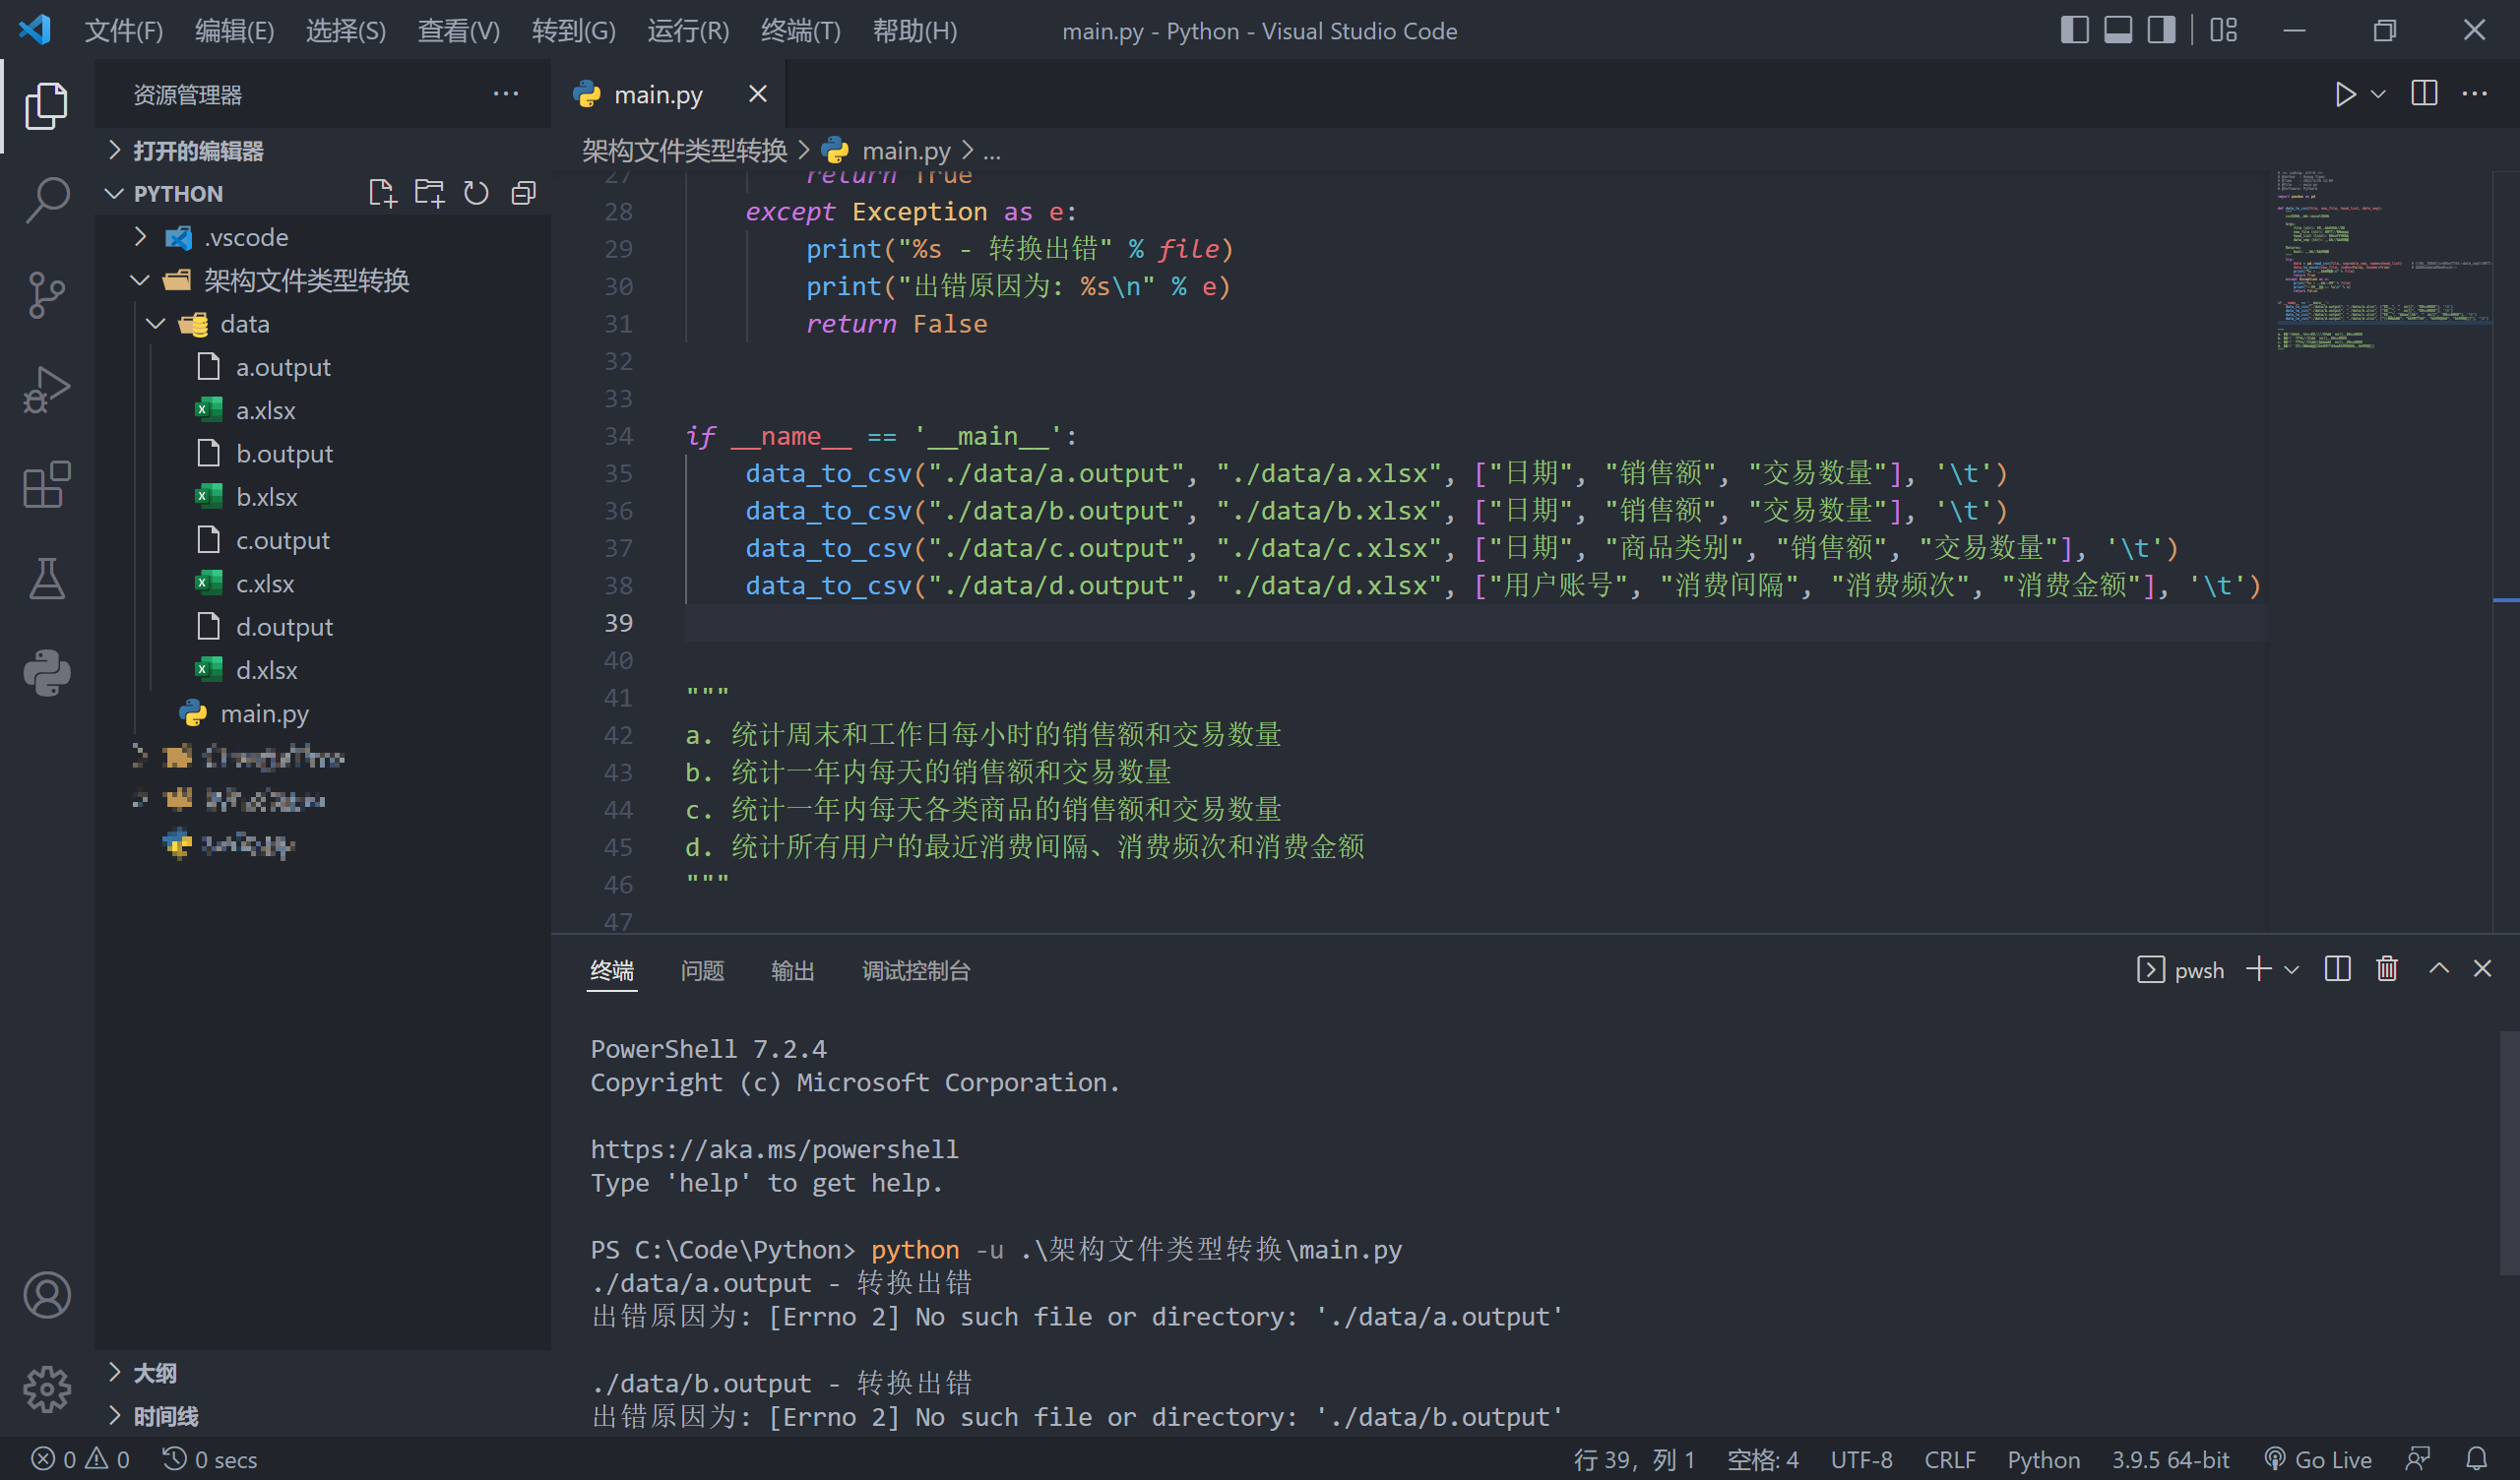 文件(F) 编辑(E) 选择(S) 查看(V) 转到(G) 运行(R) 终端(T) 帮助(H) main.py - Python - Visual Studio Code
资源管理器
main.py
打开的编辑器
架构文件类型转换 > main.py > ...
PYTHON
.vscode
架构文件类型转换
data
a.output
a.xlsx
b.output
b.xlsx
c.output
c.xlsx
d.output
d.xlsx
main.py
大纲
时间线
27 return True
28 except Exception as e:
29 print("%s - 转换出错" % file)
30 print("出错原因为: %s\n" % e)
31 return False
32
33
34 if __name__ == '__main__':
35 data_to_csv("./data/a.output", "./data/a.xlsx", ["日期", "销售额", "交易数量"], '\t')
36 data_to_csv("./data/b.output", "./data/b.xlsx", ["日期", "销售额", "交易数量"], '\t')
37 data_to_csv("./data/c.output", "./data/c.xlsx", ["日期", "商品类别", "销售额", "交易数量"], '\t')
38 data_to_csv("./data/d.output", "./data/d.xlsx", ["用户账号", "消费间隔", "消费频次", "消费金额"], '\t')
39
40
41 """
42 a. 统计周末和工作日每小时的销售额和交易数量
43 b. 统计一年内每天的销售额和交易数量
44 c. 统计一年内每天各类商品的销售额和交易数量
45 d. 统计所有用户的最近消费间隔、消费频次和消费金额
46 """
47
终端 问题 输出 调试控制台 pwsh
PowerShell 7.2.4
Copyright (c) Microsoft Corporation.
https://aka.ms/powershell
Type 'help' to get help.
PS C:\Code\Python> python -u .\架构文件类型转换\main.py
./data/a.output - 转换出错
出错原因为: [Errno 2] No such file or directory: './data/a.output'
./data/b.output - 转换出错
出错原因为: [Errno 2] No such file or directory: './data/b.output'
0 0 0 secs 行 39，列 1 空格: 4 UTF-8 CRLF Python 3.9.5 64-bit Go Live